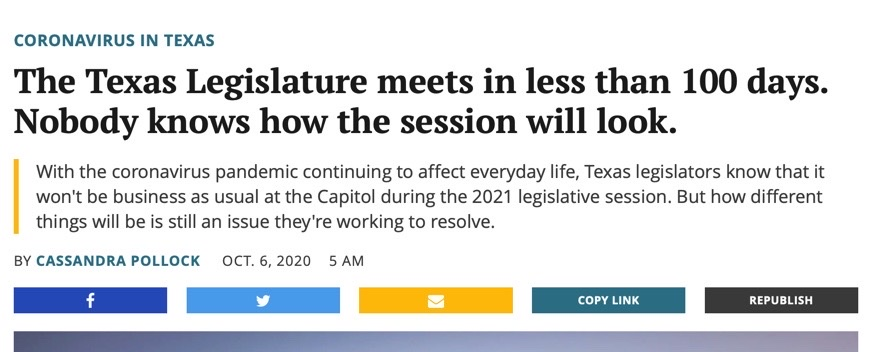 CORONAVIRUS IN TEXAS
The Texas Legislature meets in less than 100 days.
Nobody knows how the session will look.
With the coronavirus pandemic continuing to affect everyday life, Texas legislators know that it
won't be business as usual at the Capitol during the 2021 legislative session. But how different
things will be is still an issue they're working to resolve.
BY CASSANDRA POLLOCK OCT. 6, 2020 5 AM
COPY LINK REPUBLISH